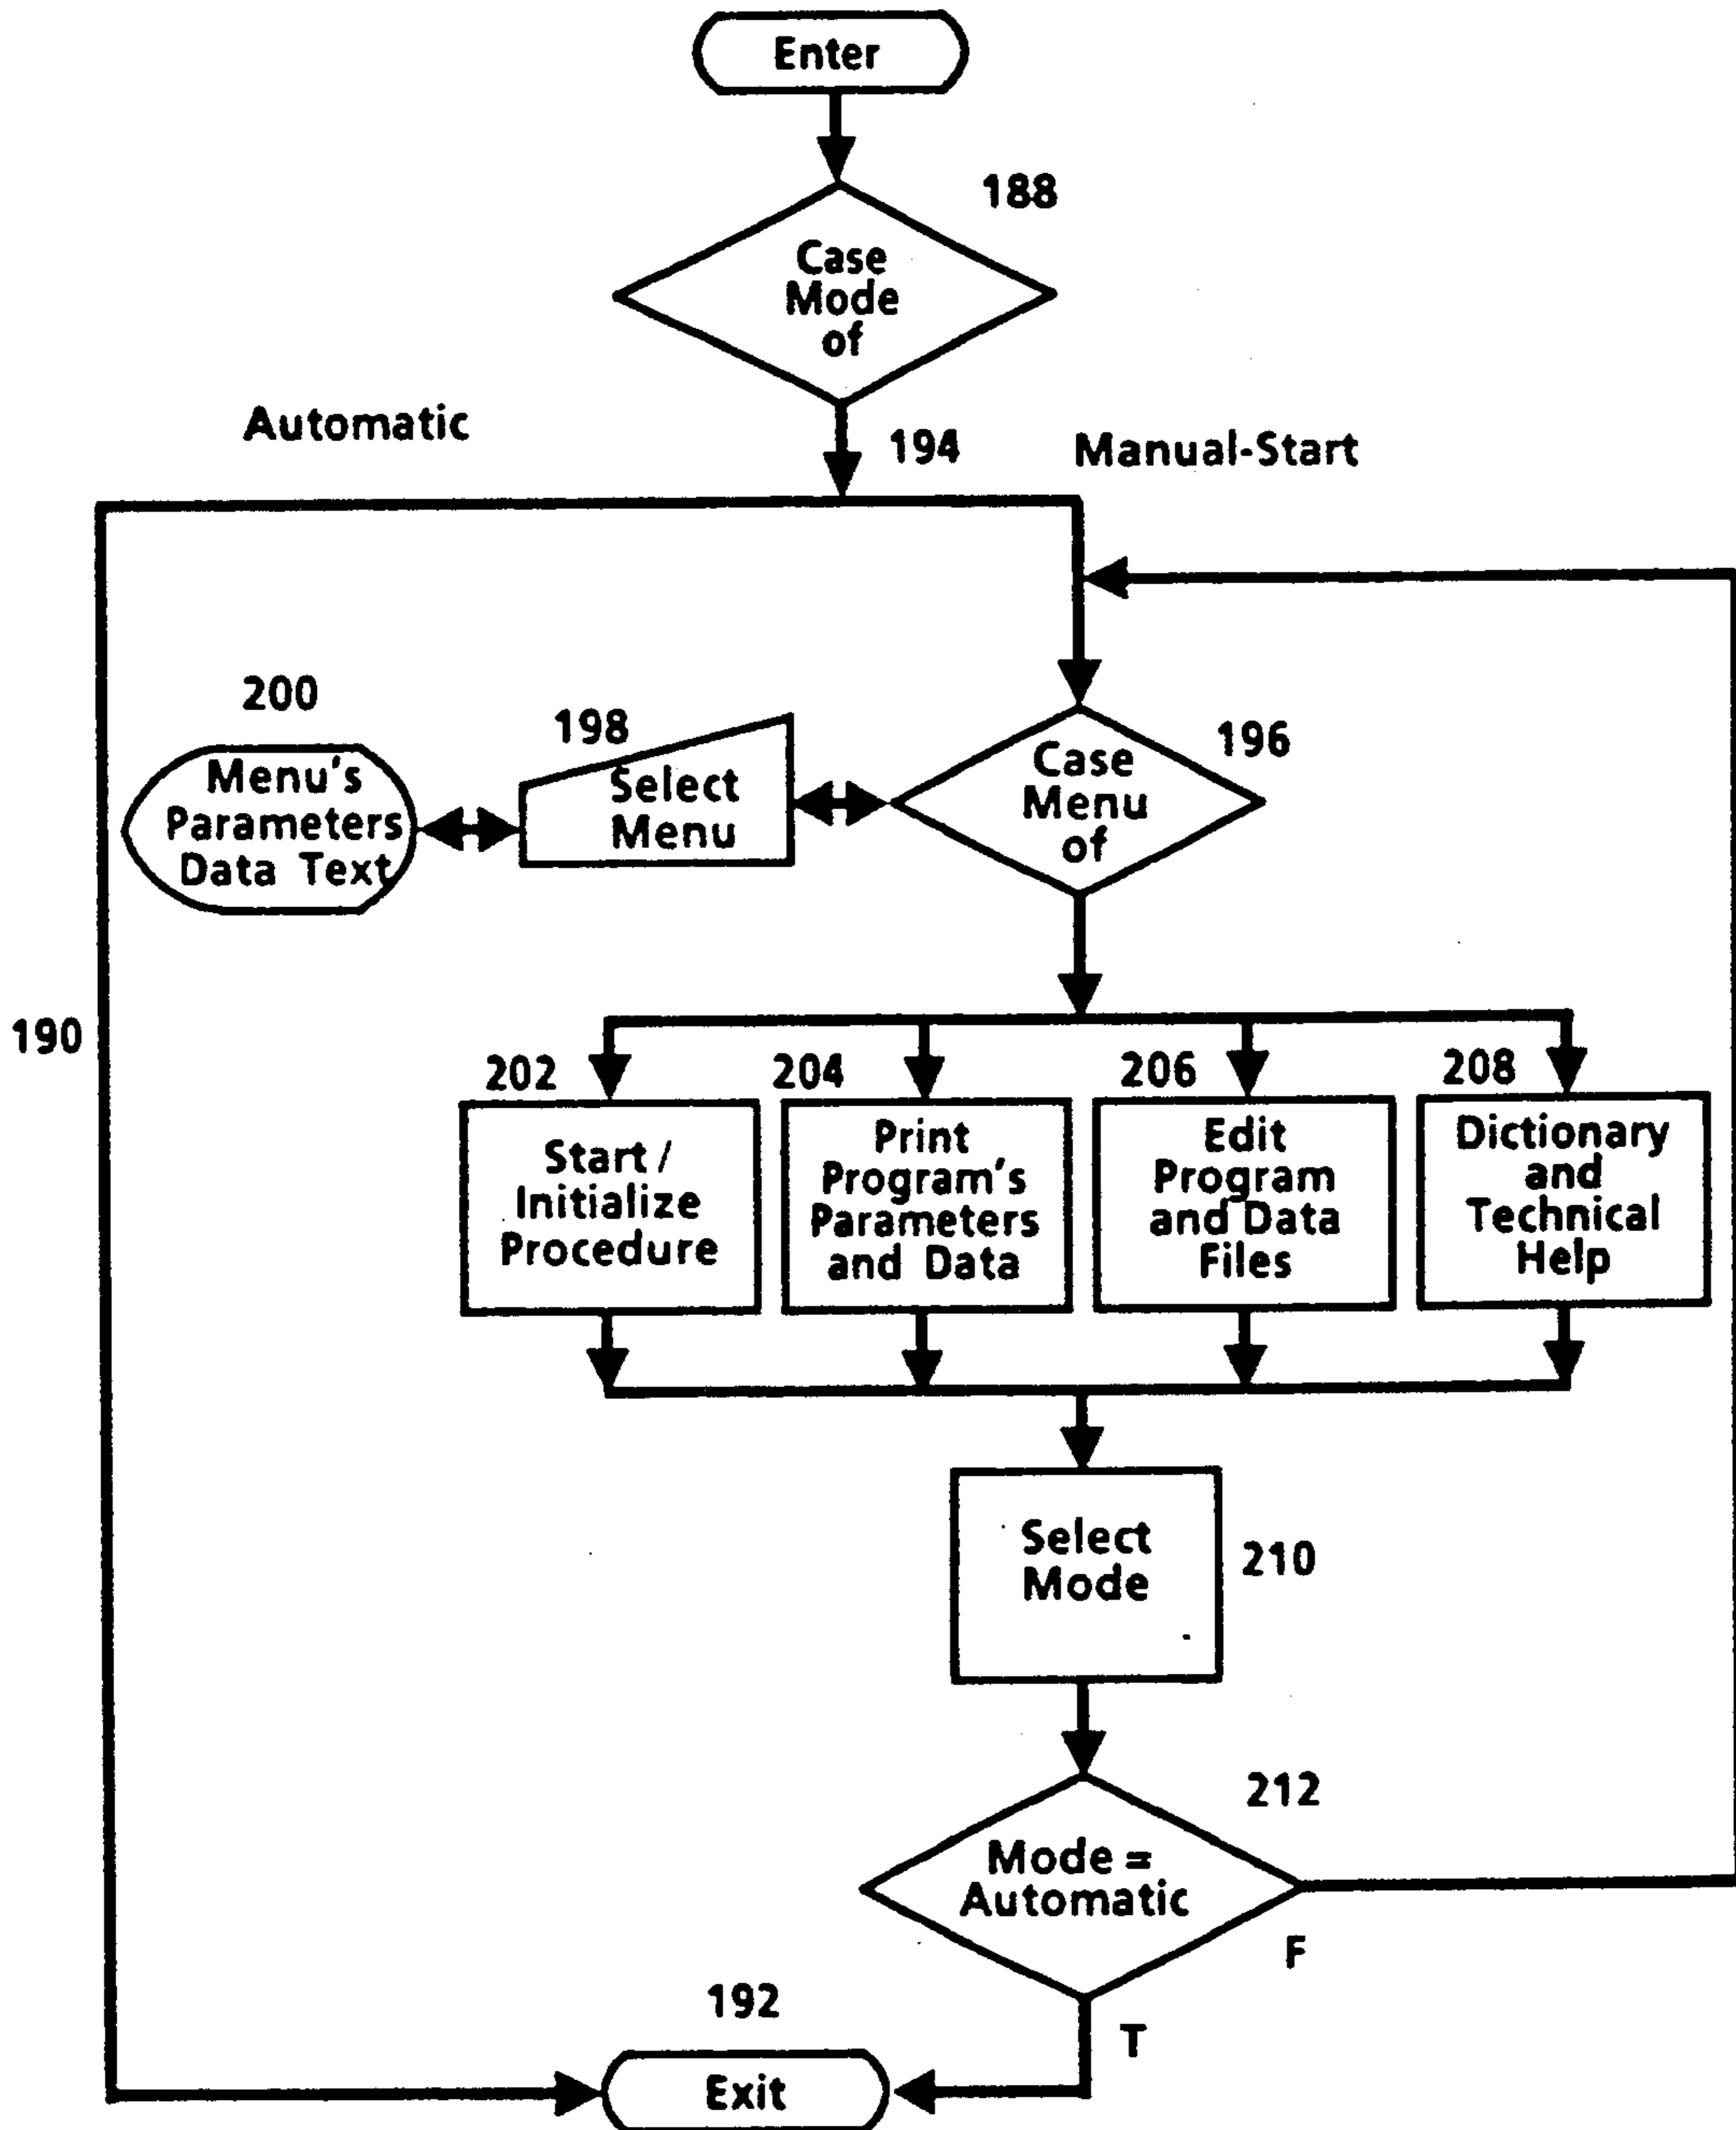 Enter
188
Case
Mode
of
Automatic
194
Manual-Start
200
Menu's
Parameters
Data Text
198
Select
Menu
196
Case
Menu
of
190
202
Start /
Initialize
Procedure
204
Print
Program's
Parameters
and Data
206
Edit
Program
and Data
Files
208
Dictionary
and
Technical
Help
Select
Mode
210
212
Mode =
Automatic
F
T
192
Exit